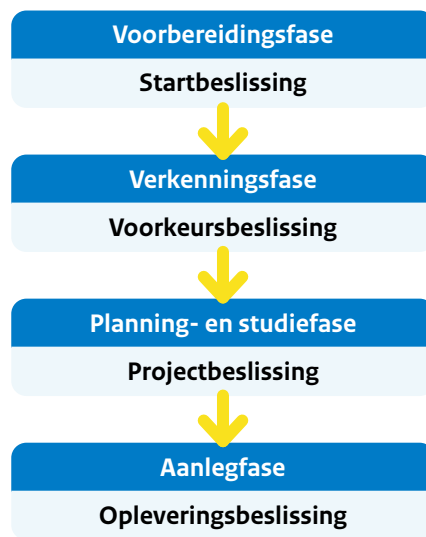 Voorbereidingsfase
Startbeslissing
Verkenningsfase
Voorkeursbeslissing
Planning- en studiefase
Projectbeslissing
Aanlegfase
Opleveringsbeslissing